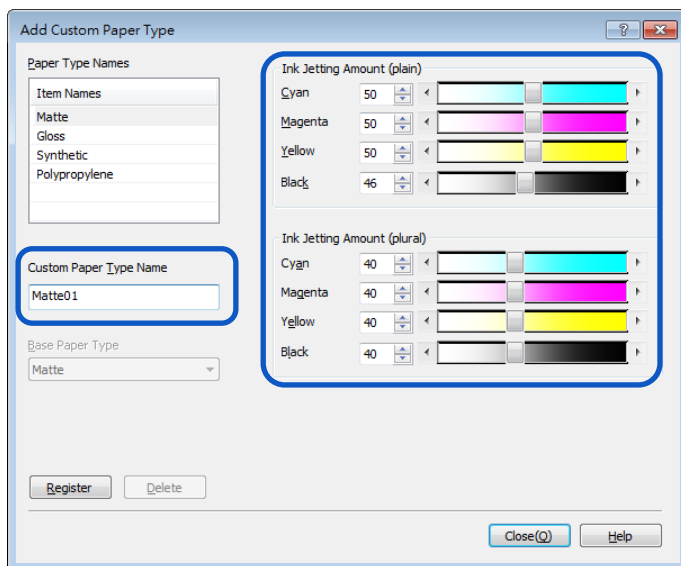 Add Custom Paper Type
Paper Type Names
Item Names
Matte
Gloss
Synthetic
Polypropylene
Custom Paper Type Name
Matte01
Base Paper Type
Matte
Register
Delete
Ink Jetting Amount (plain)
Cyan 50
Magenta 50
Yellow 50
Black 46
Ink Jetting Amount (plural)
Cyan 40
Magenta 40
Yellow 40
Black 40
Close(Q)
Help